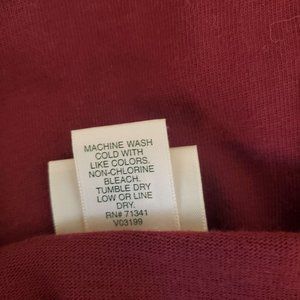 MACHINE WASH
COLD WITH
LIKE COLORS.
NON-CHLORINE
BLEACH.
TUMBLE DRY
LOW OR LINE
DRY.
RN# 71341
V03199